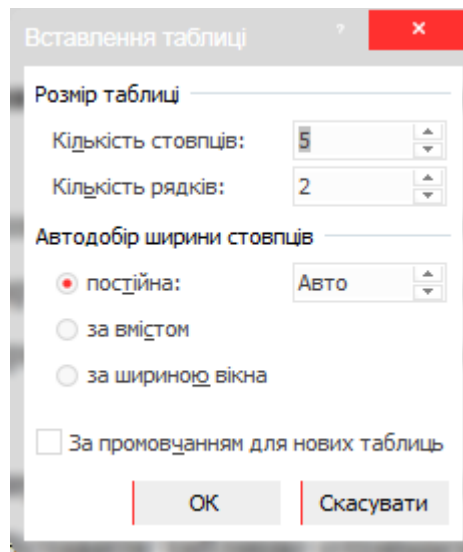 Вставлення таблиці ?
Розмір таблиці
Кількість стовпців: 5
Кількість рядків: 2
Автодобір ширини стовпців
постійна: Авто
за вмістом
за шириною вікна
За промовчанням для нових таблиць
ОК Скасувати